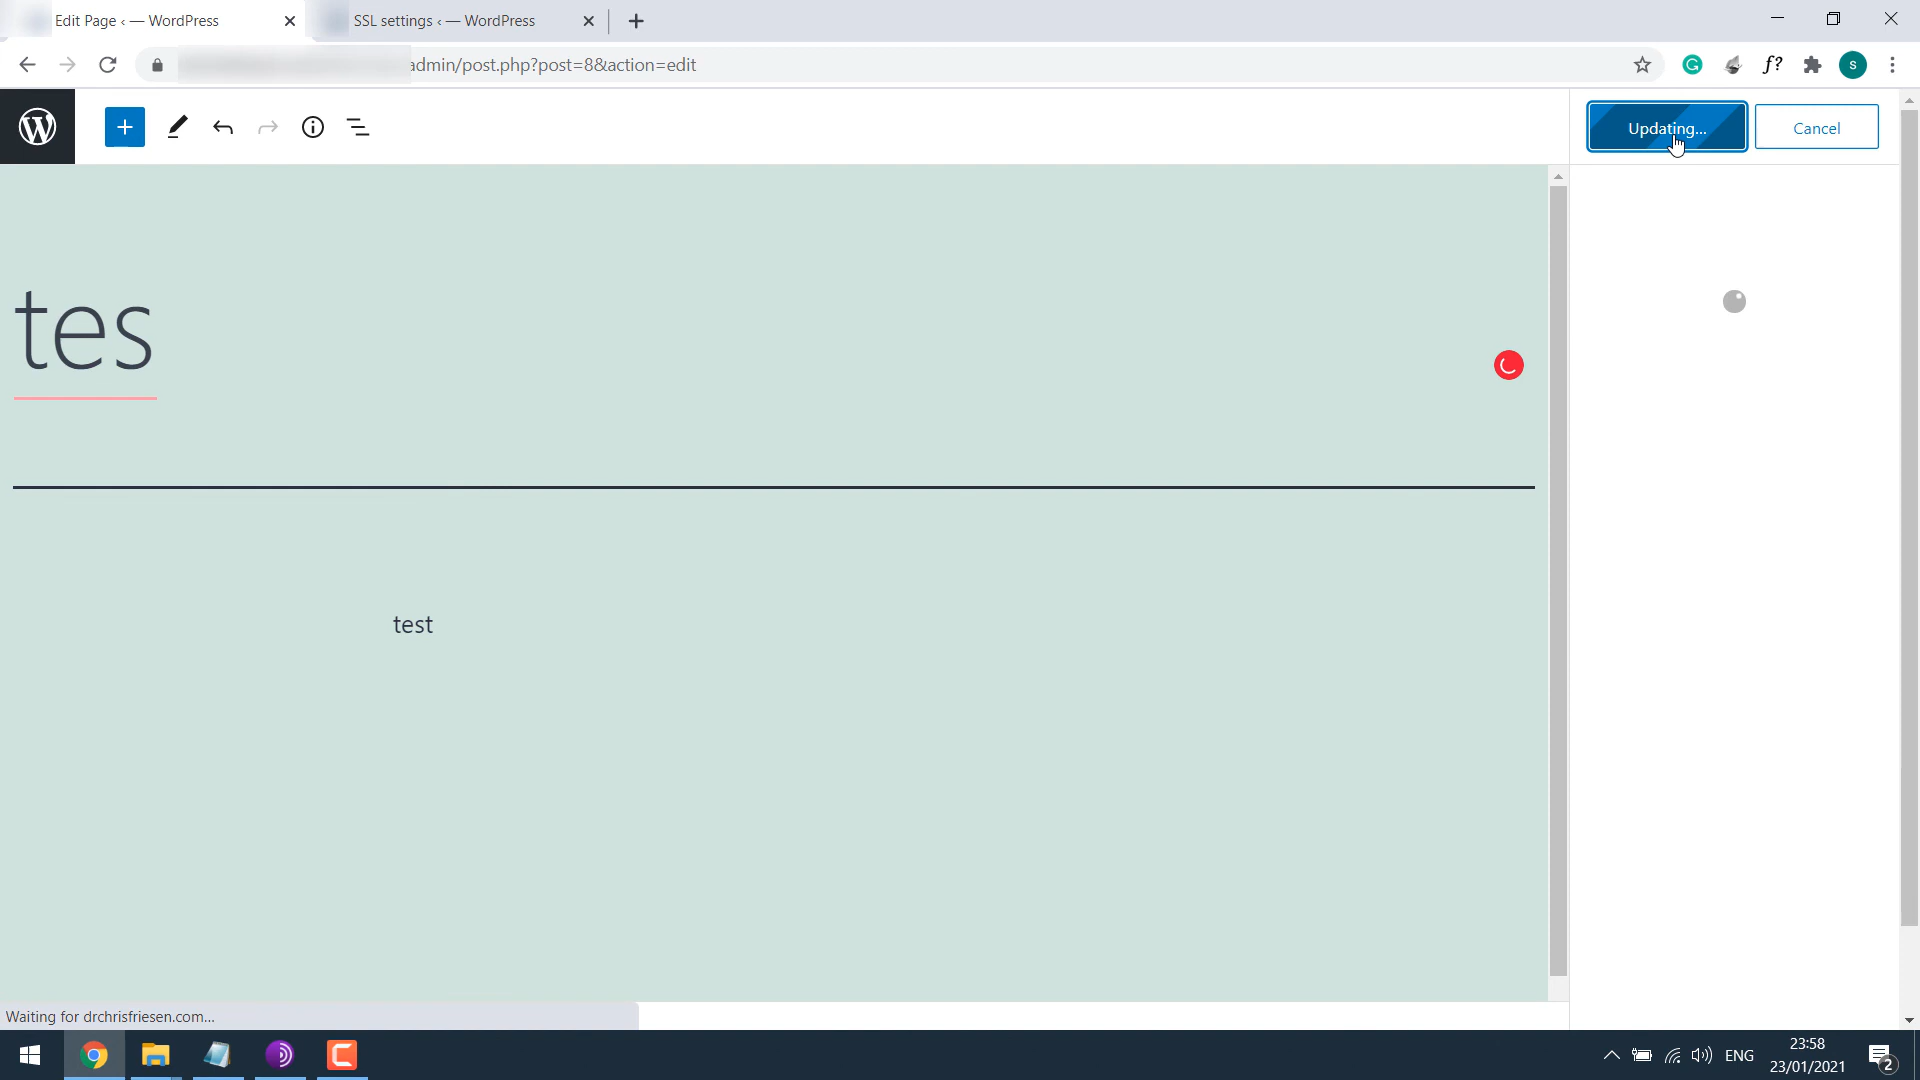 Edit Page ‹ — WordPress
SSL settings ‹ — WordPress
admin/post.php?post=8&action=edit
f?
S
Updating...
Cancel
tes
test
Waiting for drchrisfriesen.com...
ENG
23:58
23/01/2021
2